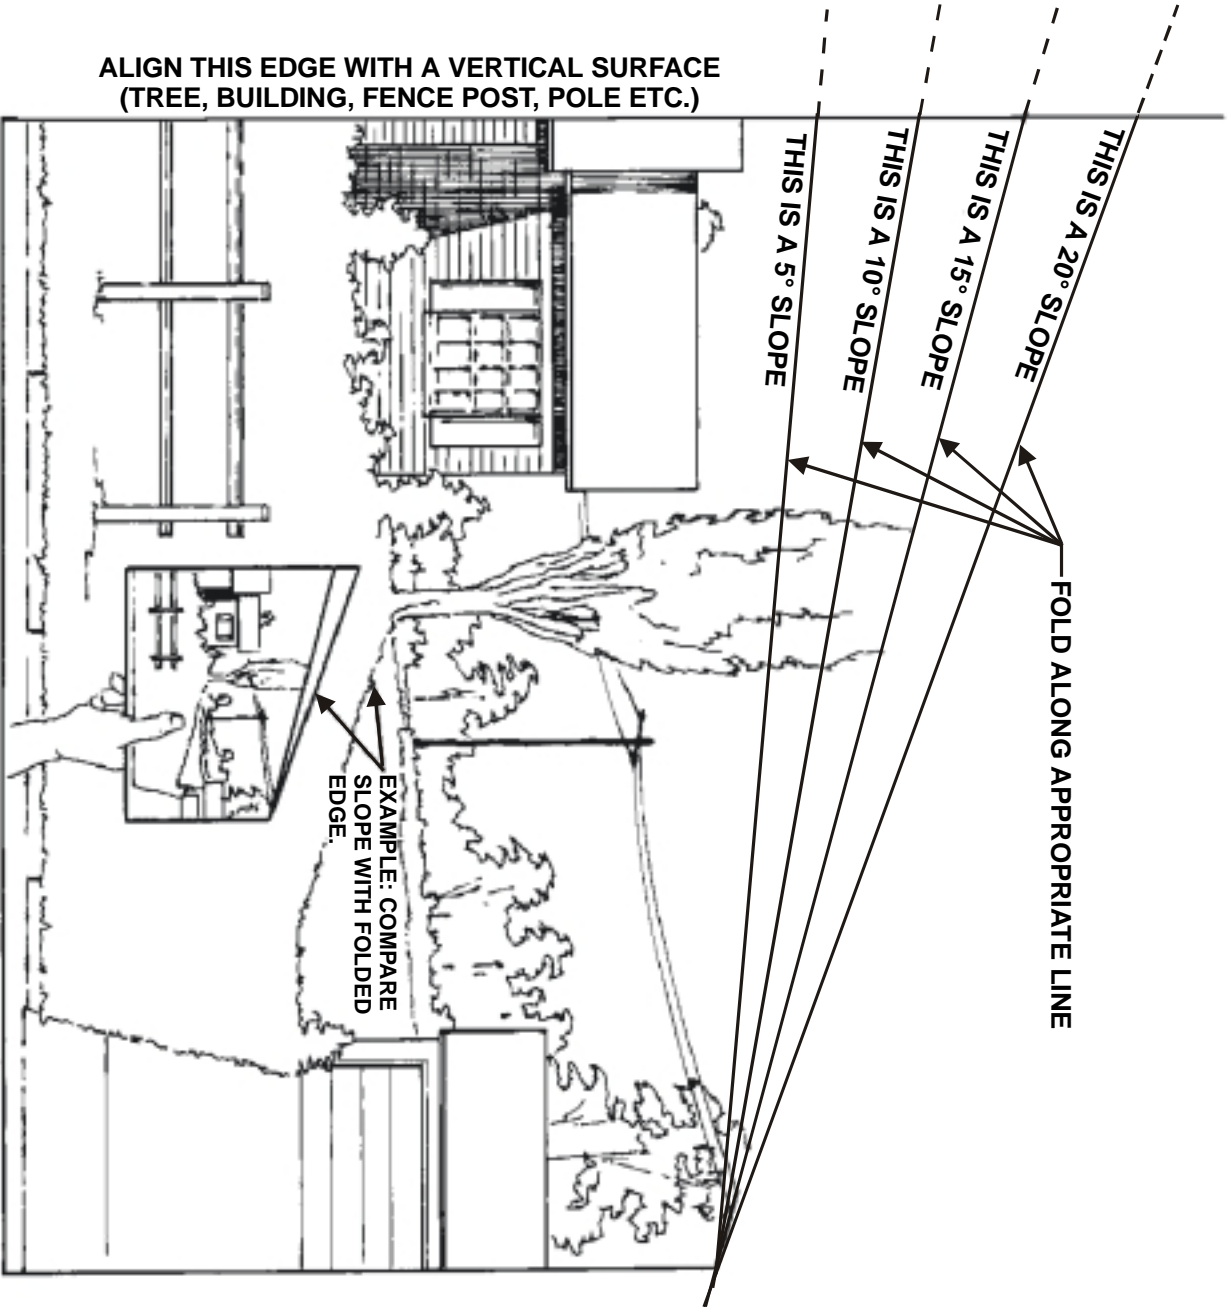 ALIGN THIS EDGE WITH A VERTICAL SURFACE
(TREE, BUILDING, FENCE POST, POLE ETC.)
THIS IS A 5° SLOPE
THIS IS A 10° SLOPE
THIS IS A 15° SLOPE
THIS IS A 20° SLOPE
FOLD ALONG APPROPRIATE LINE
EXAMPLE: COMPARE
SLOPE WITH FOLDED
EDGE.